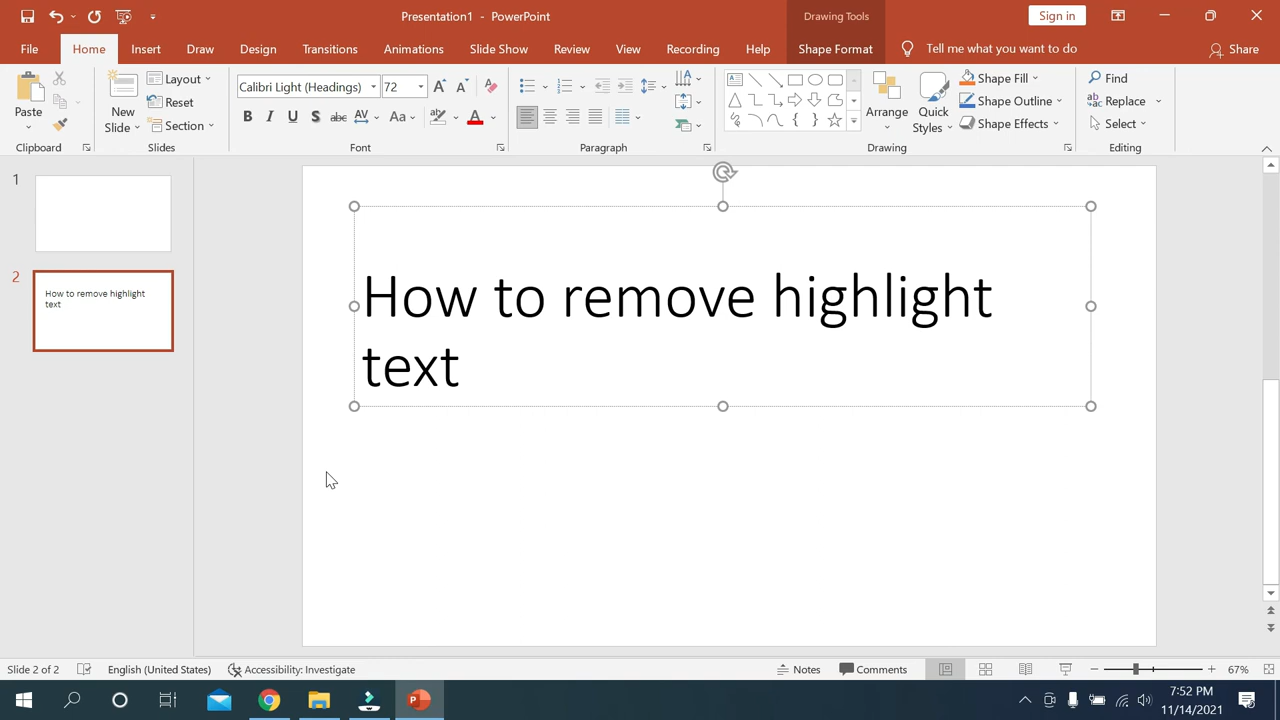 Presentation1 - PowerPoint
Drawing Tools
Sign in
File
Home
Insert
Draw
Design
Transitions
Animations
Slide Show
Review
View
Recording
Help
Shape Format
Tell me what you want to do
Share
Paste
Clipboard
New
Slide
Layout
Reset
Section
Slides
Calibri Light (Headings)
72
B I U S abc AV Aa A
Font
Paragraph
Arrange
Quick
Styles
Shape Fill
Shape Outline
Shape Effects
Drawing
Find
Replace
Select
Editing
1
2
How to remove highlight
text
How to remove highlight
text
Slide 2 of 2
English (United States)
Accessibility: Investigate
Notes
Comments
67%
7:52 PM
11/14/2021